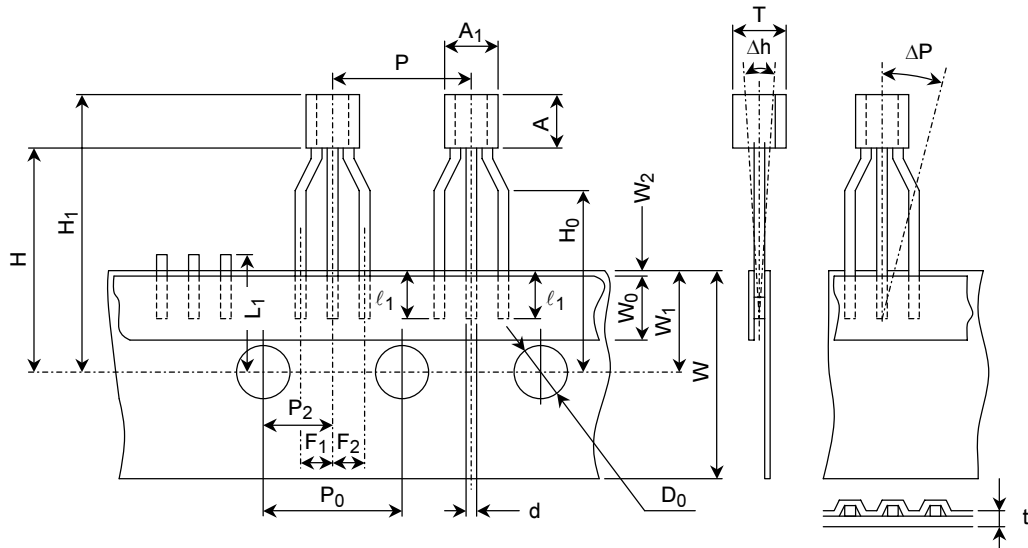 A₁
P
T
Δh
ΔP
A
H₁
H
H₀
W₂
L₁
ℓ₁
ℓ₁
W₀
W₁
W
P₂
F₁
F₂
P₀
d
D₀
t